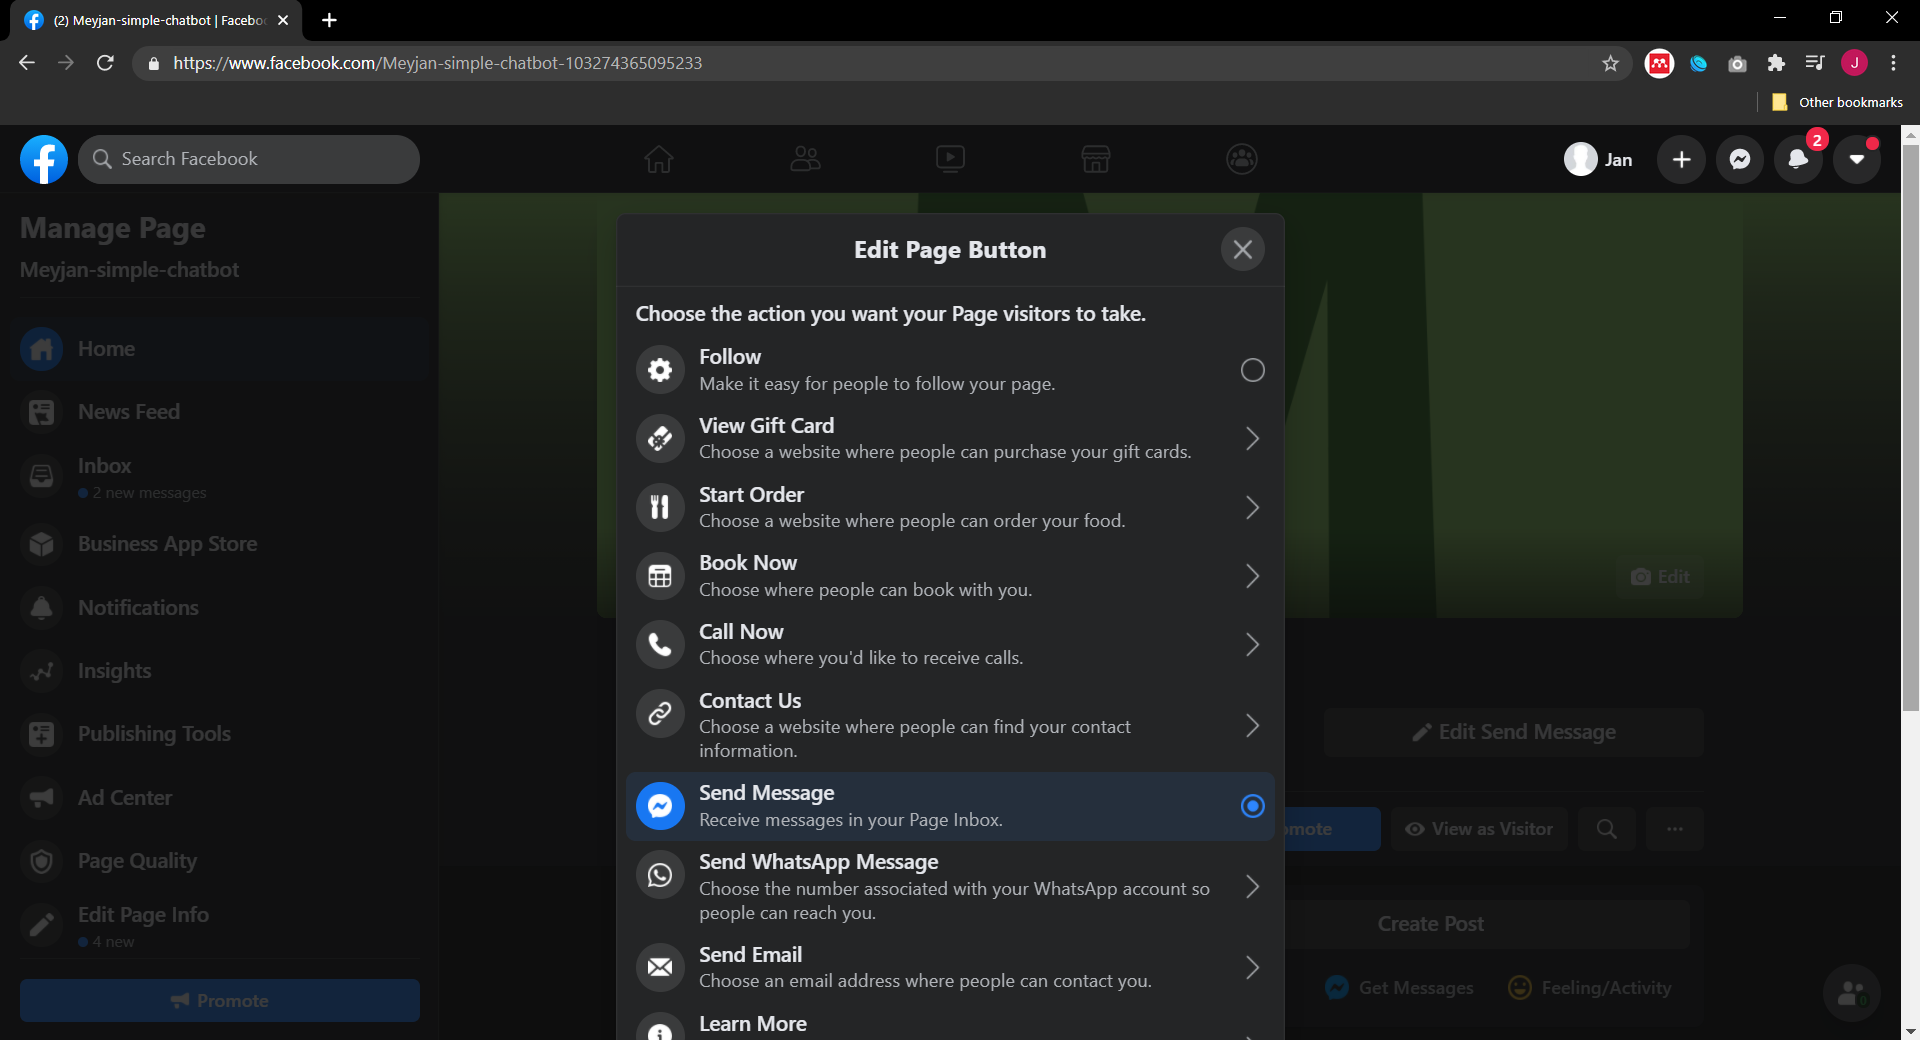 (2) Meyjan-simple-chatbot | Facebo
https://www.facebook.com/Meyjan-simple-chatbot-103274365095233
J
Other bookmarks
Search Facebook
Jan
2
Manage Page
Meyjan-simple-chatbot
Home
News Feed
Inbox
2 new messages
Business App Store
Notifications
Insights
Publishing Tools
Ad Center
Page Quality
Edit Page Info
4 new
Promote
Edit Page Button
Choose the action you want your Page visitors to take.
Follow
Make it easy for people to follow your page.
View Gift Card
Choose a website where people can purchase your gift cards.
Start Order
Choose a website where people can order your food.
Book Now
Choose where people can book with you.
Call Now
Choose where you'd like to receive calls.
Contact Us
Choose a website where people can find your contact
information.
Send Message
Receive messages in your Page Inbox.
Send WhatsApp Message
Choose the number associated with your WhatsApp account so
people can reach you.
Send Email
Choose an email address where people can contact you.
Learn More
Edit
Edit Send Message
omote
View as Visitor
Create Post
Get Messages
Feeling/Activity
0